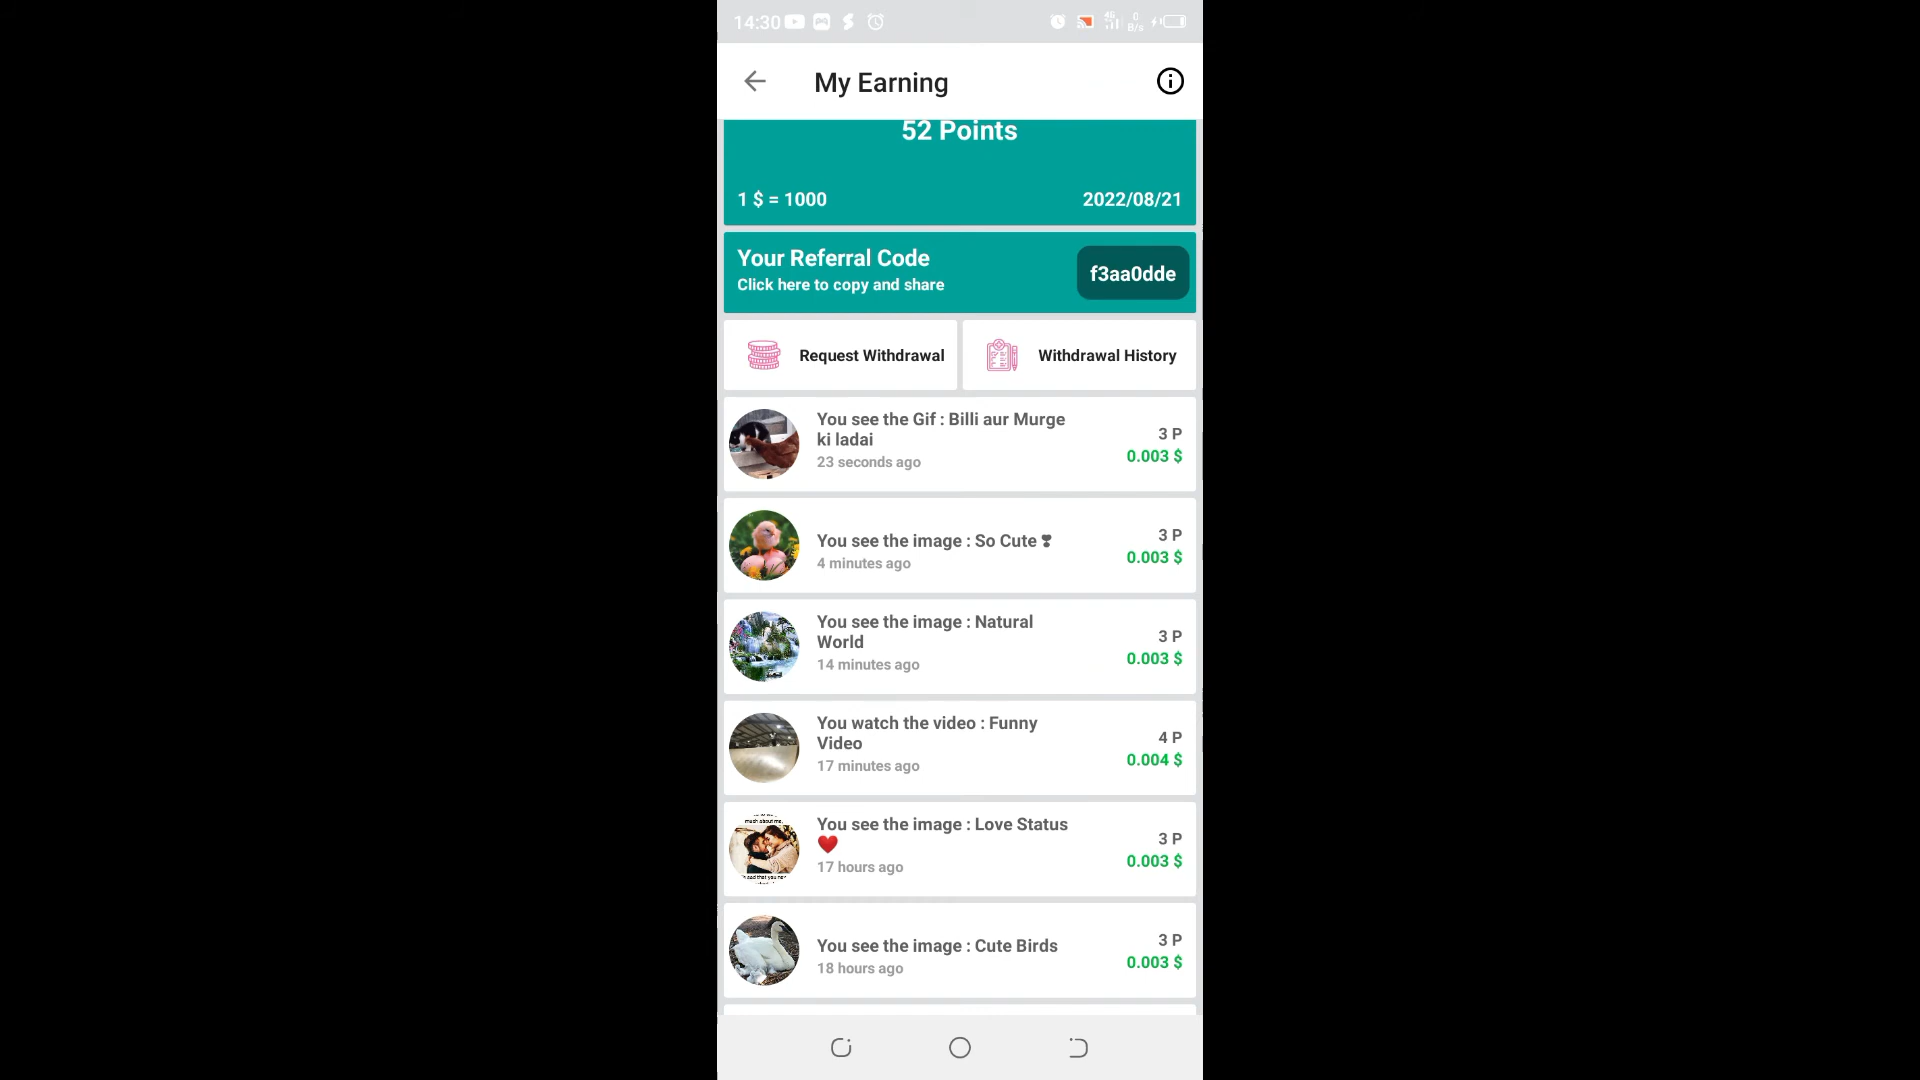 14:30
4G
0
B/s
My Earning
52 Points
1 $ = 1000
2022/08/21
Your Referral Code
Click here to copy and share
f3aa0dde
Request Withdrawal
Withdrawal History
You see the Gif : Billi aur Murge
ki ladai
23 seconds ago
3 P
0.003 $
You see the image : So Cute ❣
4 minutes ago
3 P
0.003 $
You see the image : Natural
World
14 minutes ago
3 P
0.003 $
You watch the video : Funny
Video
17 minutes ago
4 P
0.004 $
You see the image : Love Status
❤️
17 hours ago
3 P
0.003 $
You see the image : Cute Birds
18 hours ago
3 P
0.003 $